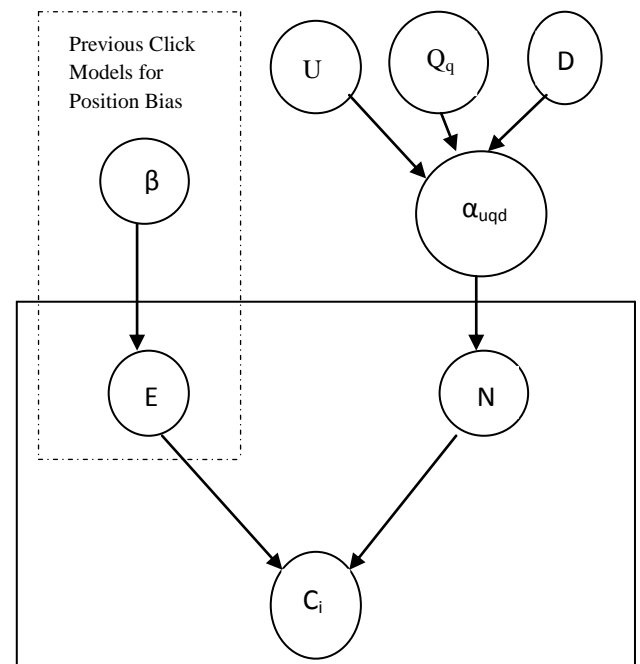 Previous Click
Models for
Position Bias
U
Qq
D
β
αuqd
E
N
Ci